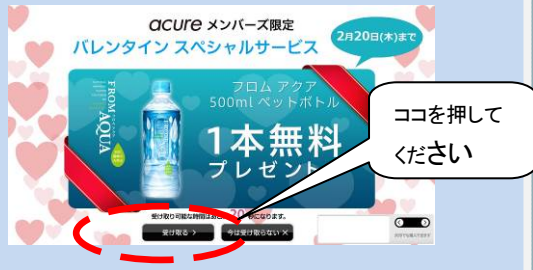 acure メンバーズ限定
バレンタイン スペシャルサービス
2月20日(木)まで
FROM AQUA
フロム アクア
500ml ペットボトル
1本無料
プレゼント
ココを押して
ください
受け取り可能な時間はあと 20 秒になります。
受け取る >
今は受け取らない ×